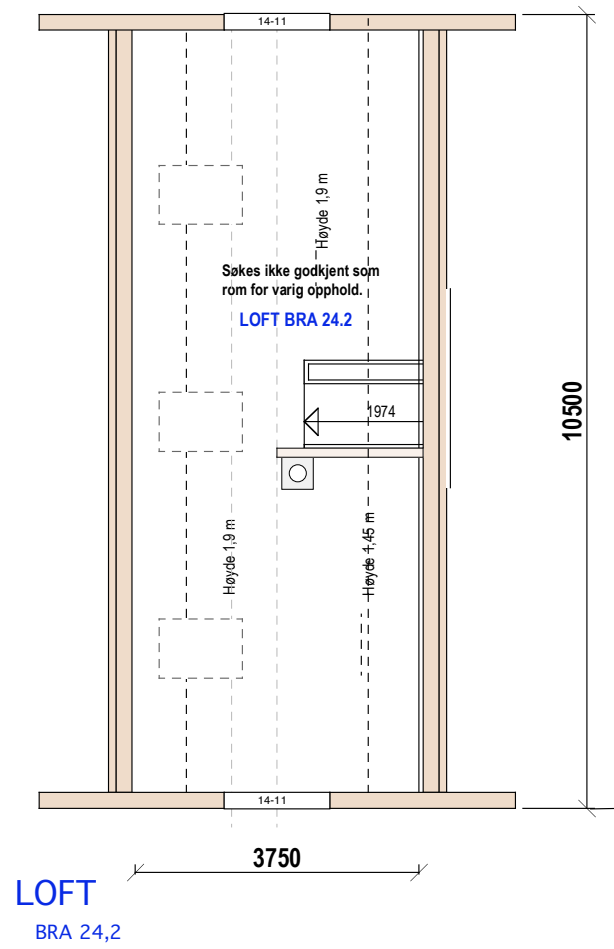 14-11
Høyde 1,9 m
Søkes ikke godkjent som
rom for varig opphold.
LOFT BRA 24.2
1974
10500
Høyde 1,9 m
Høyde 1,45 m
14-11
3750
LOFT
BRA 24,2